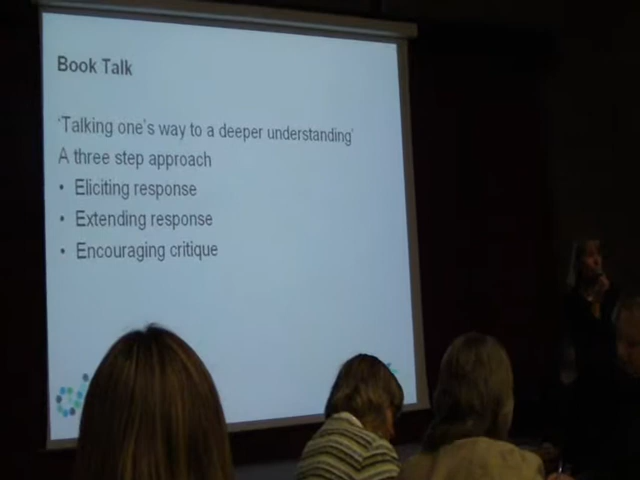 Book Talk
'Talking one's way to a deeper understanding'
A three step approach
• Eliciting response
• Extending response
• Encouraging critique